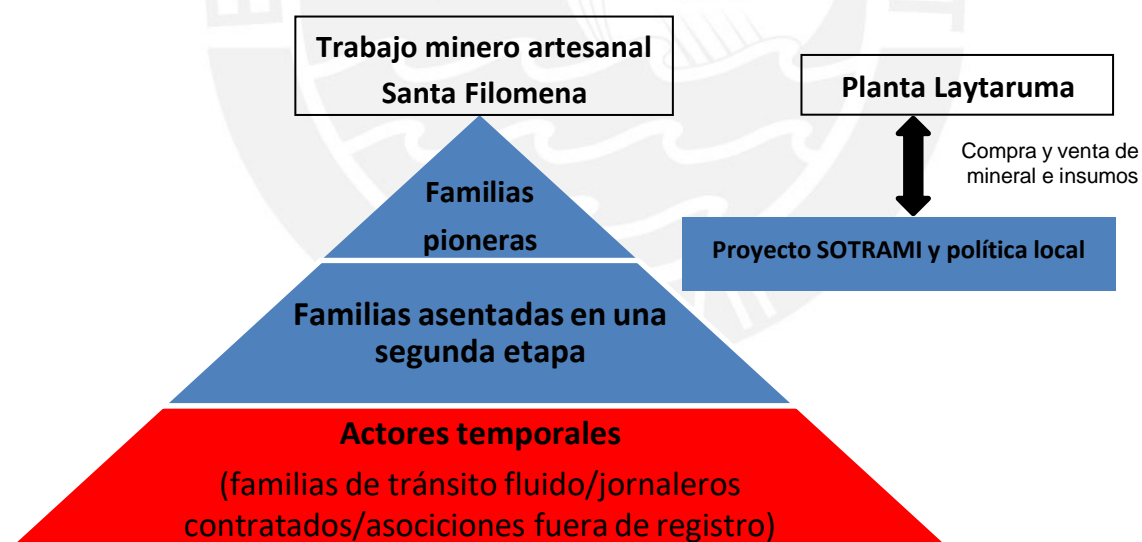 Trabajo minero artesanal
Santa Filomena
Planta Laytaruma
Compra y venta de
mineral e insumos
Familias
pioneras
Proyecto SOTRAMI y política local
Familias asentadas en una
segunda etapa
Actores temporales
(familias de tránsito fluido/jornaleros
contratados/asociciones fuera de registro)